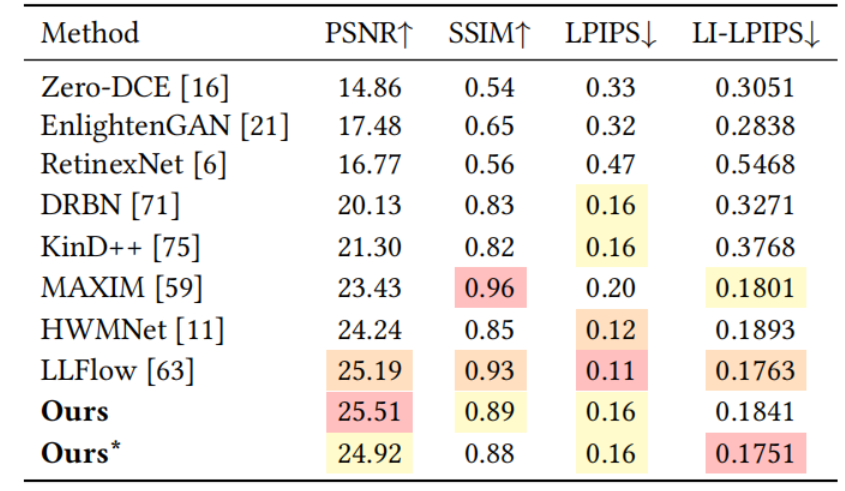 Method PSNR↑ SSIM↑ LPIPS↓ LI-LPIPS↓
Zero-DCE [16] 14.86 0.54 0.33 0.3051
EnlightenGAN [21] 17.48 0.65 0.32 0.2838
RetinexNet [6] 16.77 0.56 0.47 0.5468
DRBN [71] 20.13 0.83 0.16 0.3271
KinD++ [75] 21.30 0.82 0.16 0.3768
MAXIM [59] 23.43 0.96 0.20 0.1801
HWMNet [11] 24.24 0.85 0.12 0.1893
LLFlow [63] 25.19 0.93 0.11 0.1763
Ours 25.51 0.89 0.16 0.1841
Ours* 24.92 0.88 0.16 0.1751